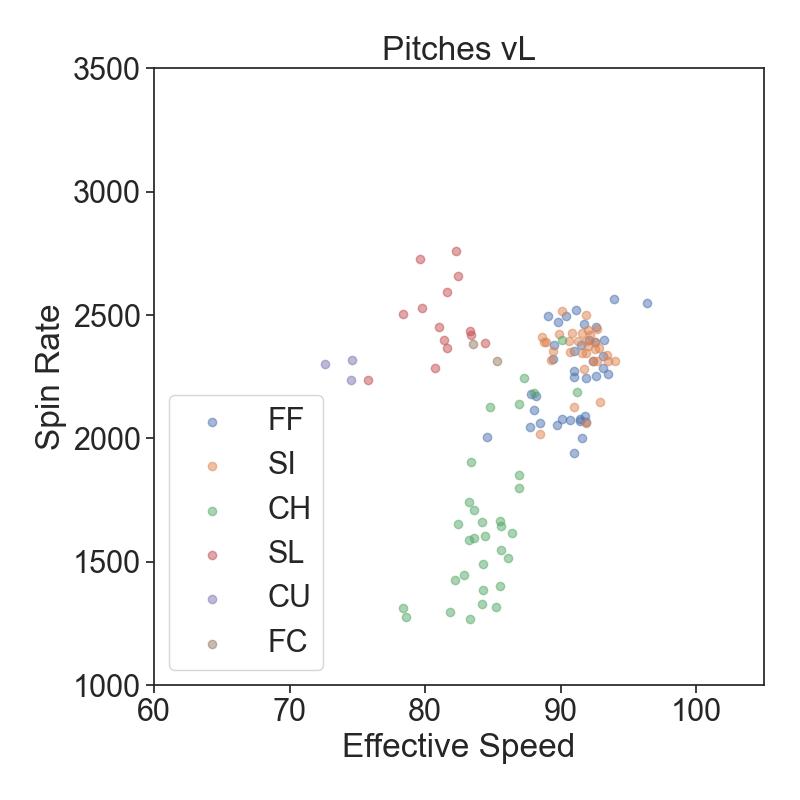 Pitches vL
3500
3000
2500
2000
1500
1000
Spin Rate
FF
SI
CH
SL
CU
FC
60
70
80
90
100
Effective Speed